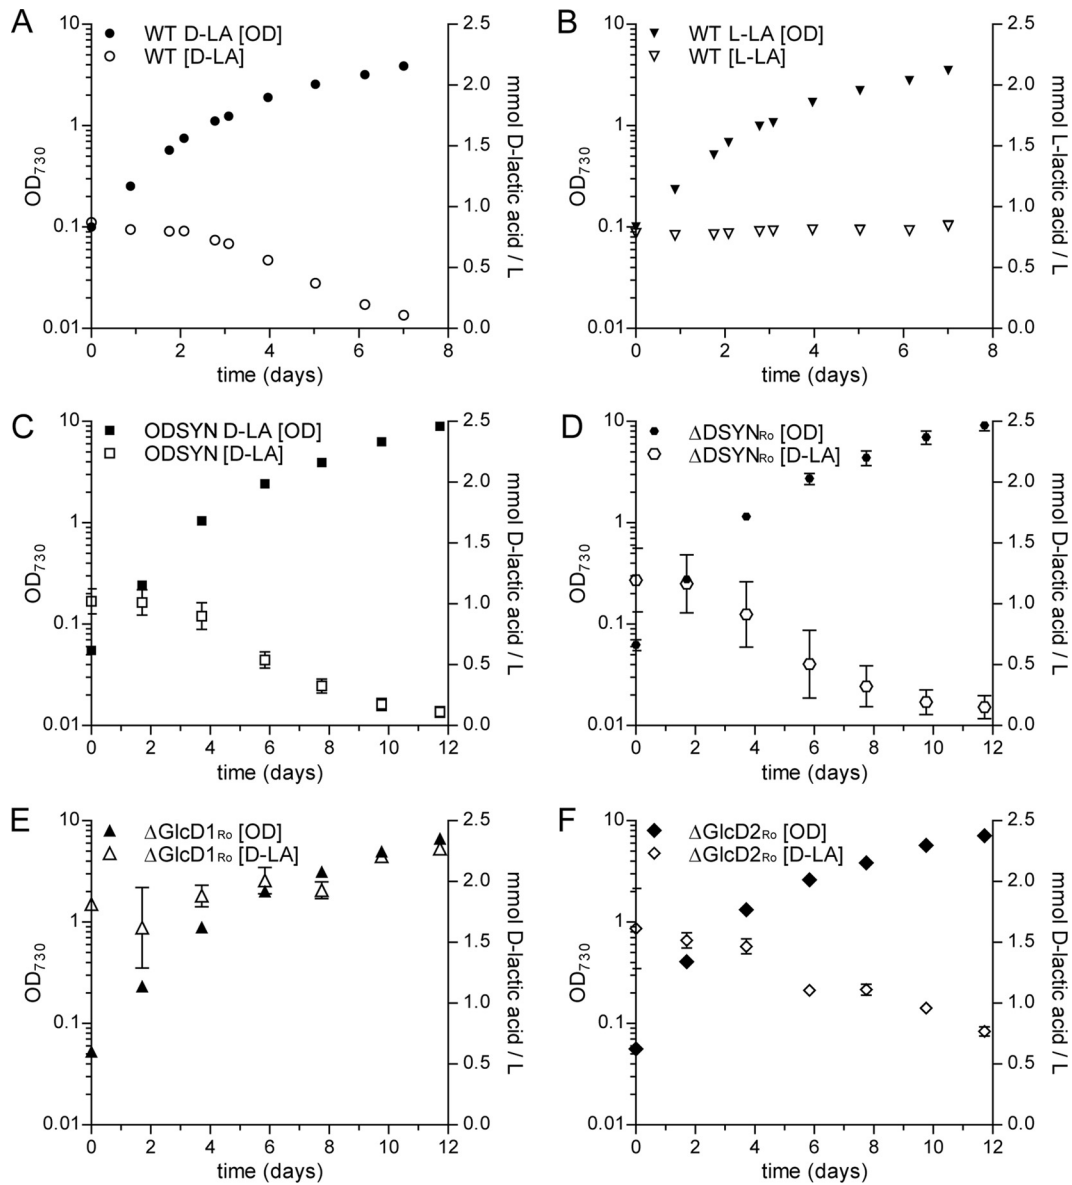 A
WT D-LA [OD]
WT [D-LA]
OD730
10
1
0.1
0.01
2.5
2.0
1.5
1.0
0.5
0.0
mmol D-lactic acid / L
0 2 4 6 8
time (days)
B
WT L-LA [OD]
WT [L-LA]
OD730
10
1
0.1
0.01
2.5
2.0
1.5
1.0
0.5
0.0
mmol L-lactic acid / L
0 2 4 6 8
time (days)
C
ODSYN D-LA [OD]
ODSYN [D-LA]
OD730
10
1
0.1
0.01
2.5
2.0
1.5
1.0
0.5
0.0
mmol D-lactic acid / L
0 2 4 6 8 10 12
time (days)
D
ΔDSYNRo [OD]
ΔDSYNRo [D-LA]
OD730
10
1
0.1
0.01
2.5
2.0
1.5
1.0
0.5
0.0
mmol D-lactic acid / L
0 2 4 6 8 10 12
time (days)
E
ΔGlcD1Ro [OD]
ΔGlcD1Ro [D-LA]
OD730
10
1
0.1
0.01
2.5
2.0
1.5
1.0
0.5
0.0
mmol D-lactic acid / L
0 2 4 6 8 10 12
time (days)
F
ΔGlcD2Ro [OD]
ΔGlcD2Ro [D-LA]
OD730
10
1
0.1
0.01
2.5
2.0
1.5
1.0
0.5
0.0
mmol D-lactic acid / L
0 2 4 6 8 10 12
time (days)